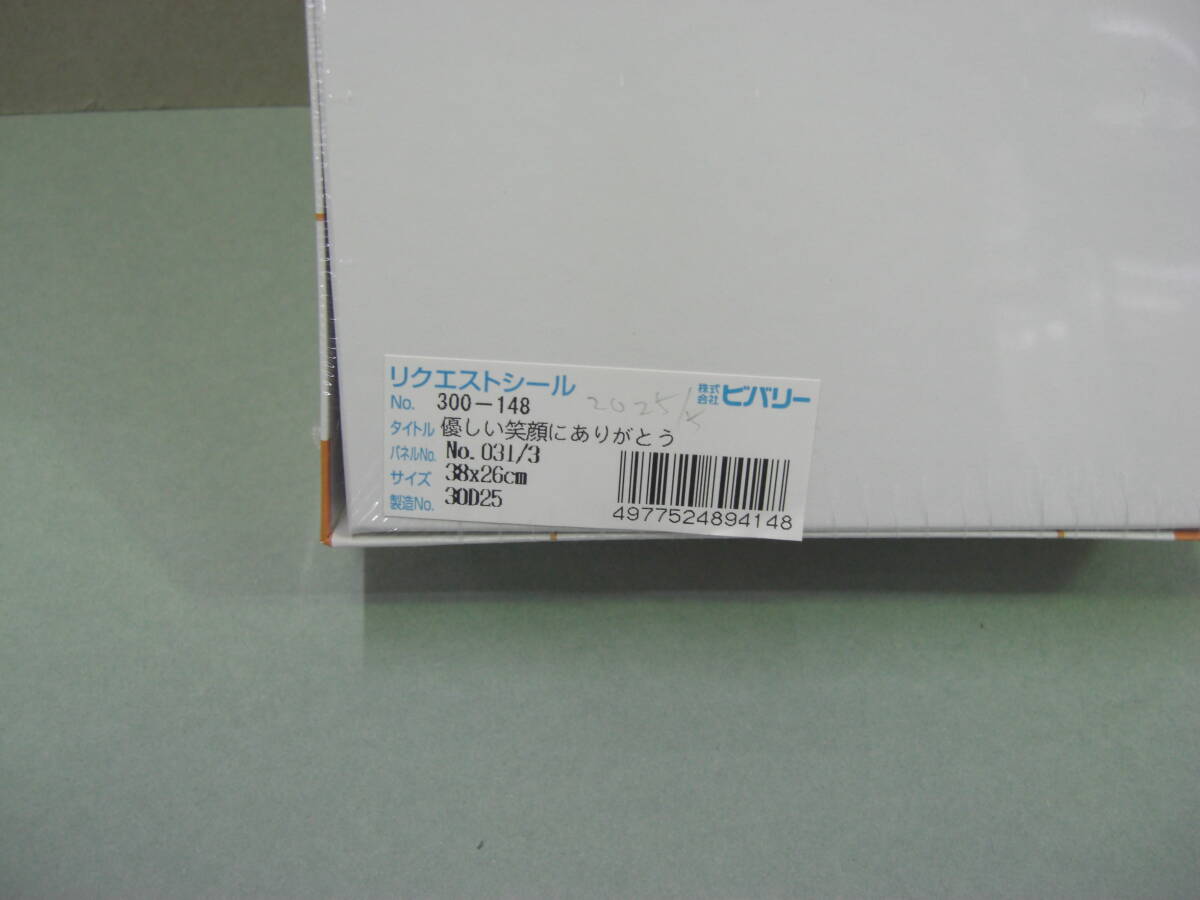 リクエストシール
株式会社 ビバリー
No. 300-148
2025/
タイトル 優しい笑顔にありがとう
パネルNo. No.031/3
サイズ 38x26cm
製造No. 30D25
4977524894148